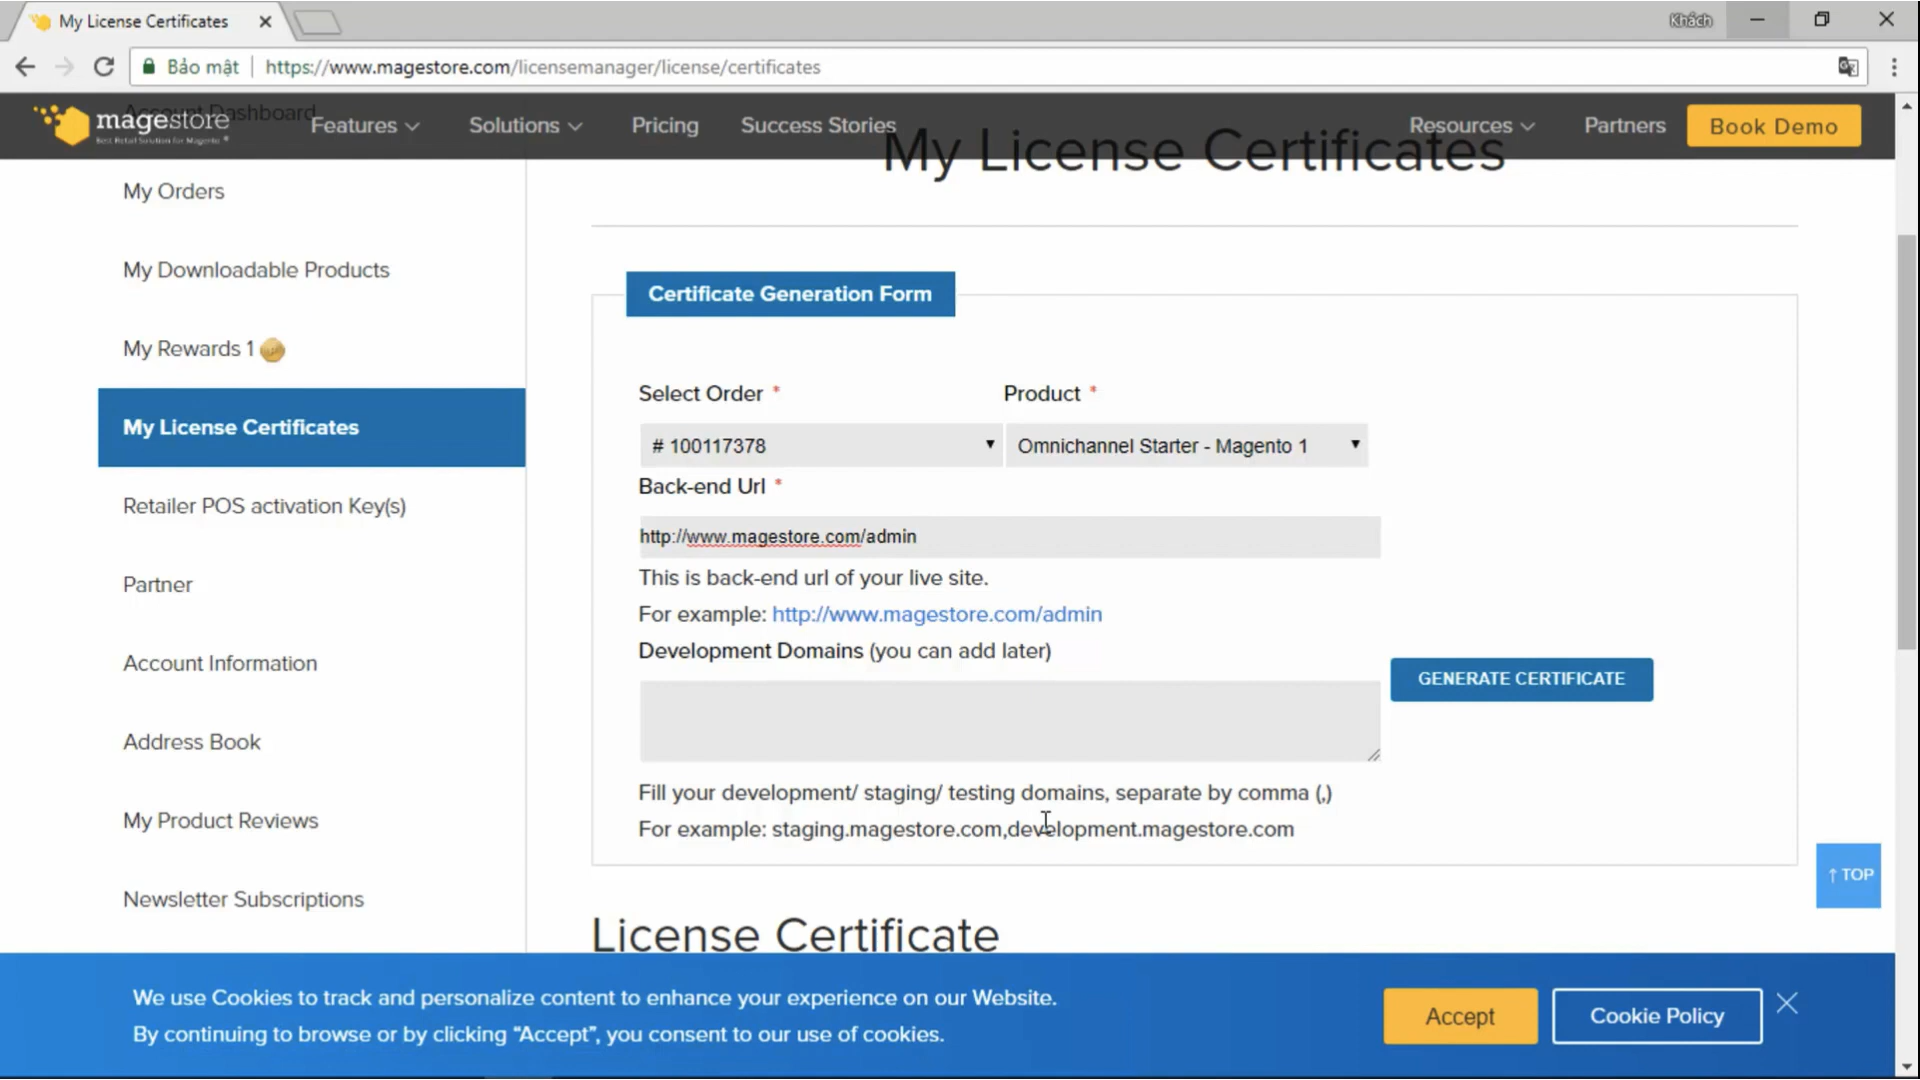 My License Certificates
Khách
Bảo mật
https://www.magestore.com/licensemanager/license/certificates
Account Dashboard
magestore
Best Retail Solution for Magento ®
Features
Solutions
Pricing
Success Stories
Resources
Partners
Book Demo
My License Certificates
My Orders
My Downloadable Products
My Rewards 1
My License Certificates
Retailer POS activation Key(s)
Partner
Account Information
Address Book
My Product Reviews
Newsletter Subscriptions
Certificate Generation Form
Select Order *
Product *
# 100117378
Omnichannel Starter - Magento 1
Back-end Url *
http://www.magestore.com/admin
This is back-end url of your live site.
For example: http://www.magestore.com/admin
Development Domains (you can add later)
GENERATE CERTIFICATE
Fill your development/ staging/ testing domains, separate by comma (,)
For example: staging.magestore.com,development.magestore.com
↑ TOP
License Certificate
We use Cookies to track and personalize content to enhance your experience on our Website.
By continuing to browse or by clicking “Accept”, you consent to our use of cookies.
Accept
Cookie Policy